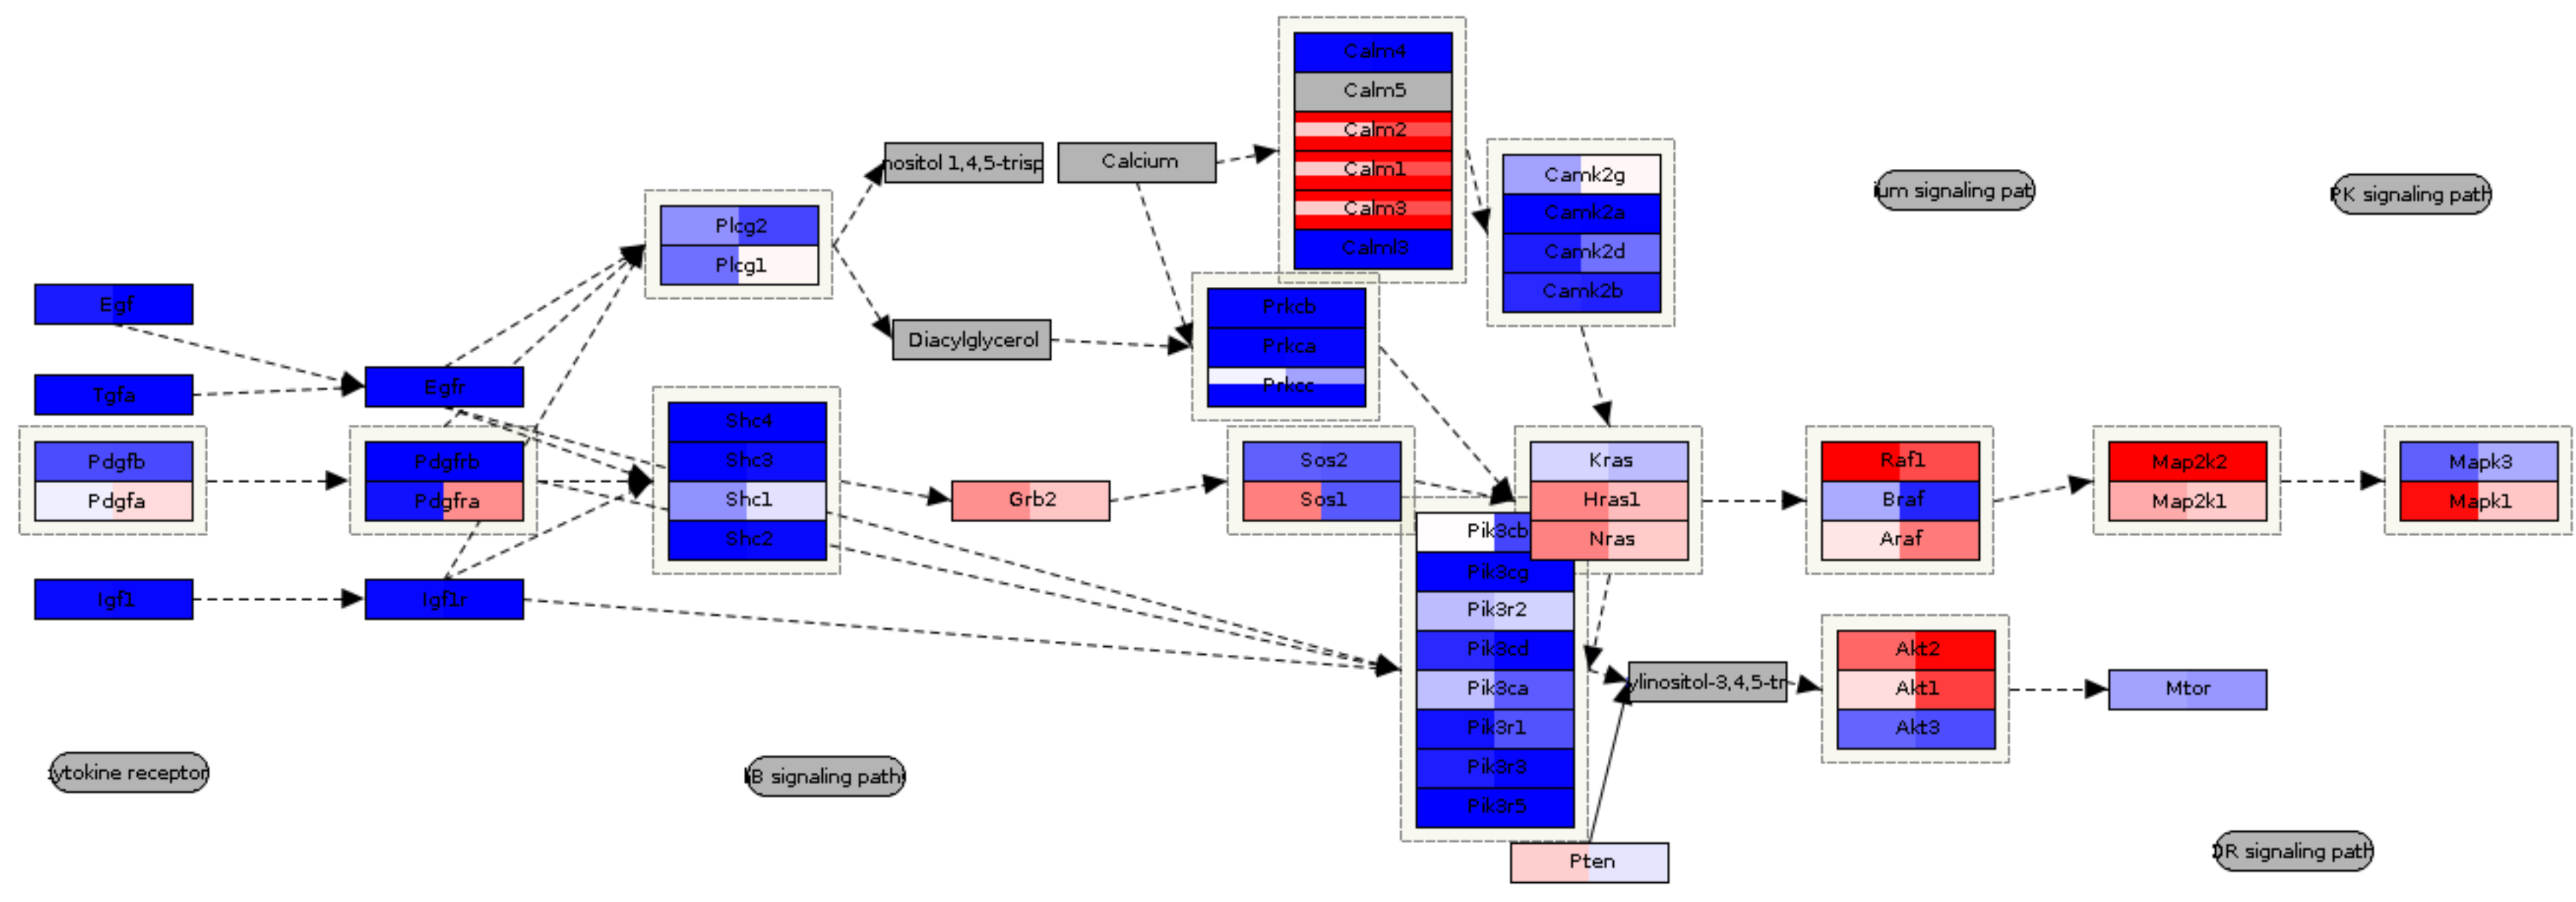 Calm4
Calm5
Calm2
Calm1
Calm3
Calml3
nositol 1,4,5-trisp
Calcium
Camk2g
Camk2a
Camk2d
Camk2b
ium signaling pat
PK signaling path
Plcg2
Plcg1
Egf
Diacylglycerol
Prkcb
Prkca
Prkcc
Tgfa
Egfr
Pdgfb
Pdgfa
Pdgfrb
Pdgfra
Shc4
Shc3
Shc1
Shc2
Grb2
Sos2
Sos1
Kras
Hras1
Nras
Raf1
Braf
Araf
Map2k2
Map2k1
Mapk3
Mapk1
Igf1
Igf1r
Pik3cb
Pik3cg
Pik3r2
Pik3cd
Pik3ca
Pik3r1
Pik3r3
Pik3r5
ylinositol-3,4,5-tr
Akt2
Akt1
Akt3
Mtor
ytokine receptor
B signaling path
Pten
OR signaling path